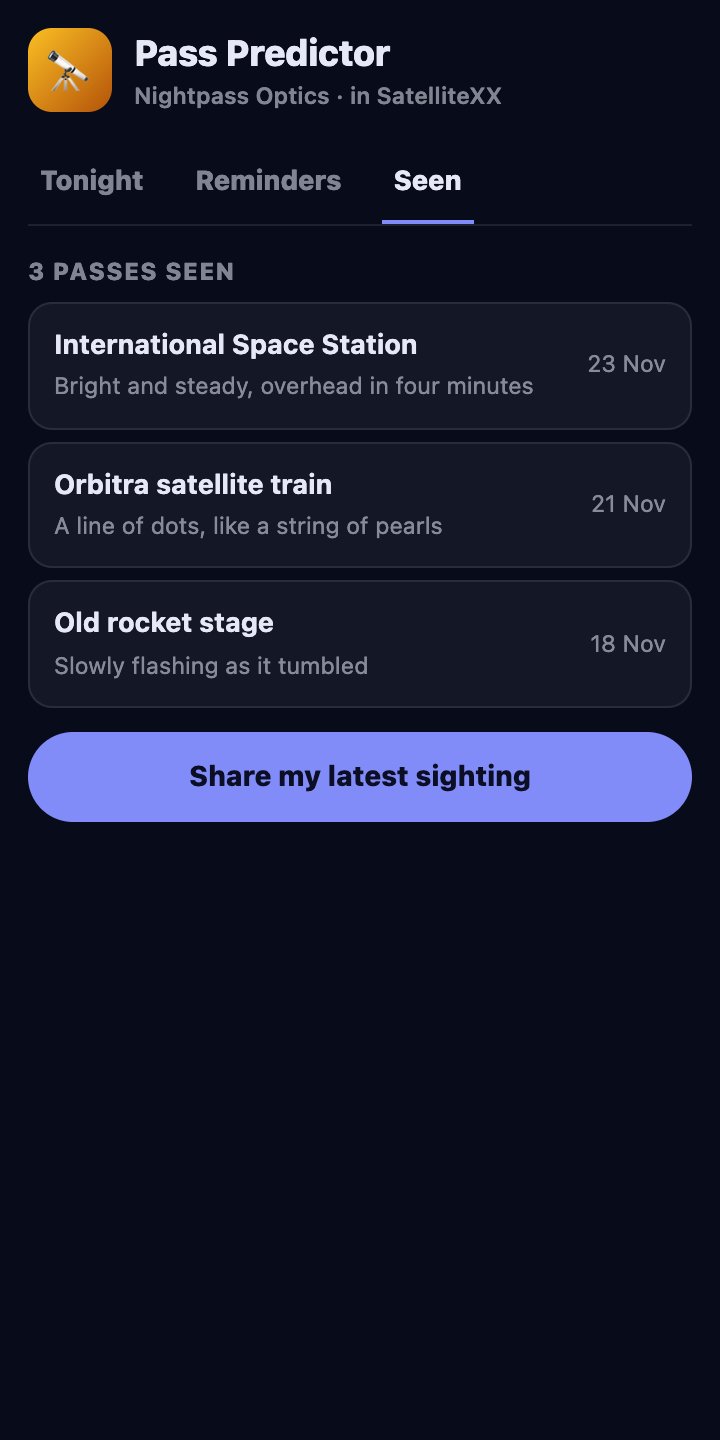 Pass Predictor
Nightpass Optics · in SatelliteXX
Tonight
Reminders
Seen
3 PASSES SEEN
International Space Station
Bright and steady, overhead in four minutes
23 Nov
Orbitra satellite train
A line of dots, like a string of pearls
21 Nov
Old rocket stage
Slowly flashing as it tumbled
18 Nov
Share my latest sighting